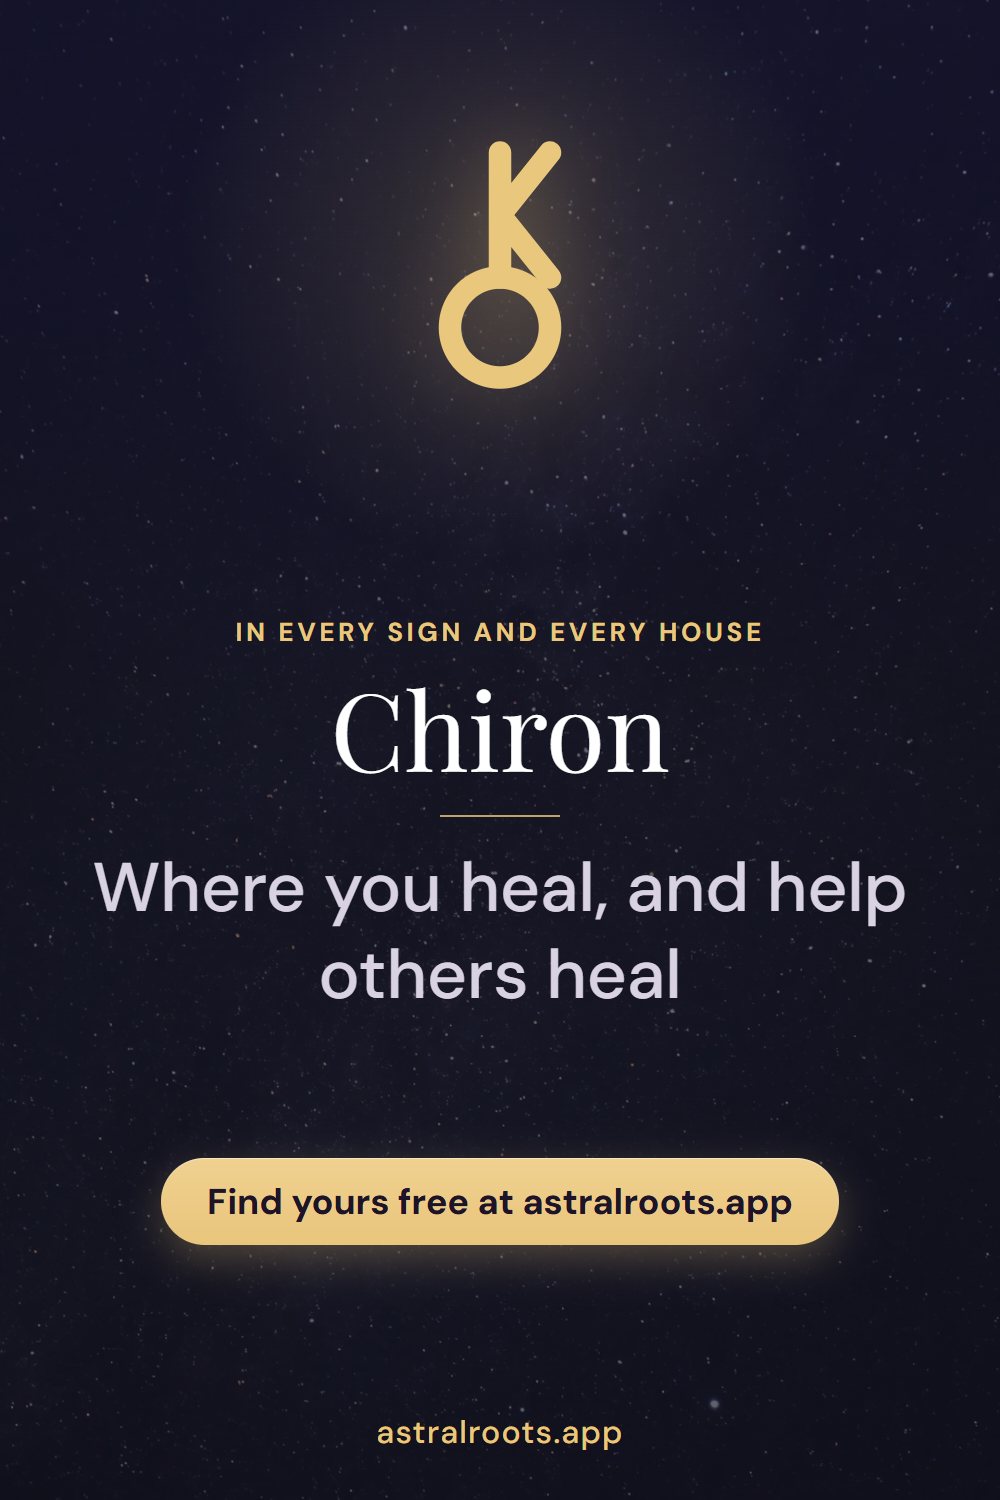 IN EVERY SIGN AND EVERY HOUSE
Chiron
Where you heal, and help
others heal
Find yours free at astralroots.app
astralroots.app